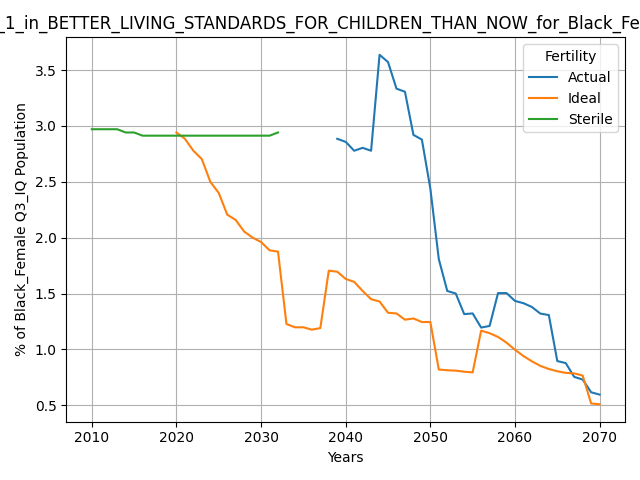 _1_in_BETTER_LIVING_STANDARDS_FOR_CHILDREN_THAN_NOW_for_Black_Fe
Fertility
Actual
Ideal
Sterile
% of Black_Female Q3_IQ Population
3.5
3.0
2.5
2.0
1.5
1.0
0.5
2010
2020
2030
2040
2050
2060
2070
Years